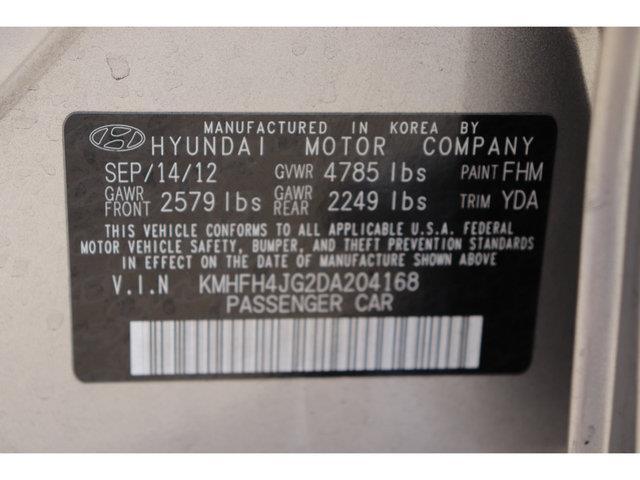 MANUFACTURED IN KOREA BY
HYUNDAI MOTOR COMPANY
SEP/14/12 GVWR 4785 lbs PAINT FHM
GAWR FRONT 2579 lbs GAWR REAR 2249 lbs TRIM YDA
THIS VEHICLE CONFORMS TO ALL APPLICABLE U.S.A. FEDERAL
MOTOR VEHICLE SAFETY, BUMPER, AND THEFT PREVENTION STANDARDS
IN EFFECT ON THE DATE OF MANUFACTURE SHOWN ABOVE.
V.I.N KMHFH4JG2DA204168
PASSENGER CAR